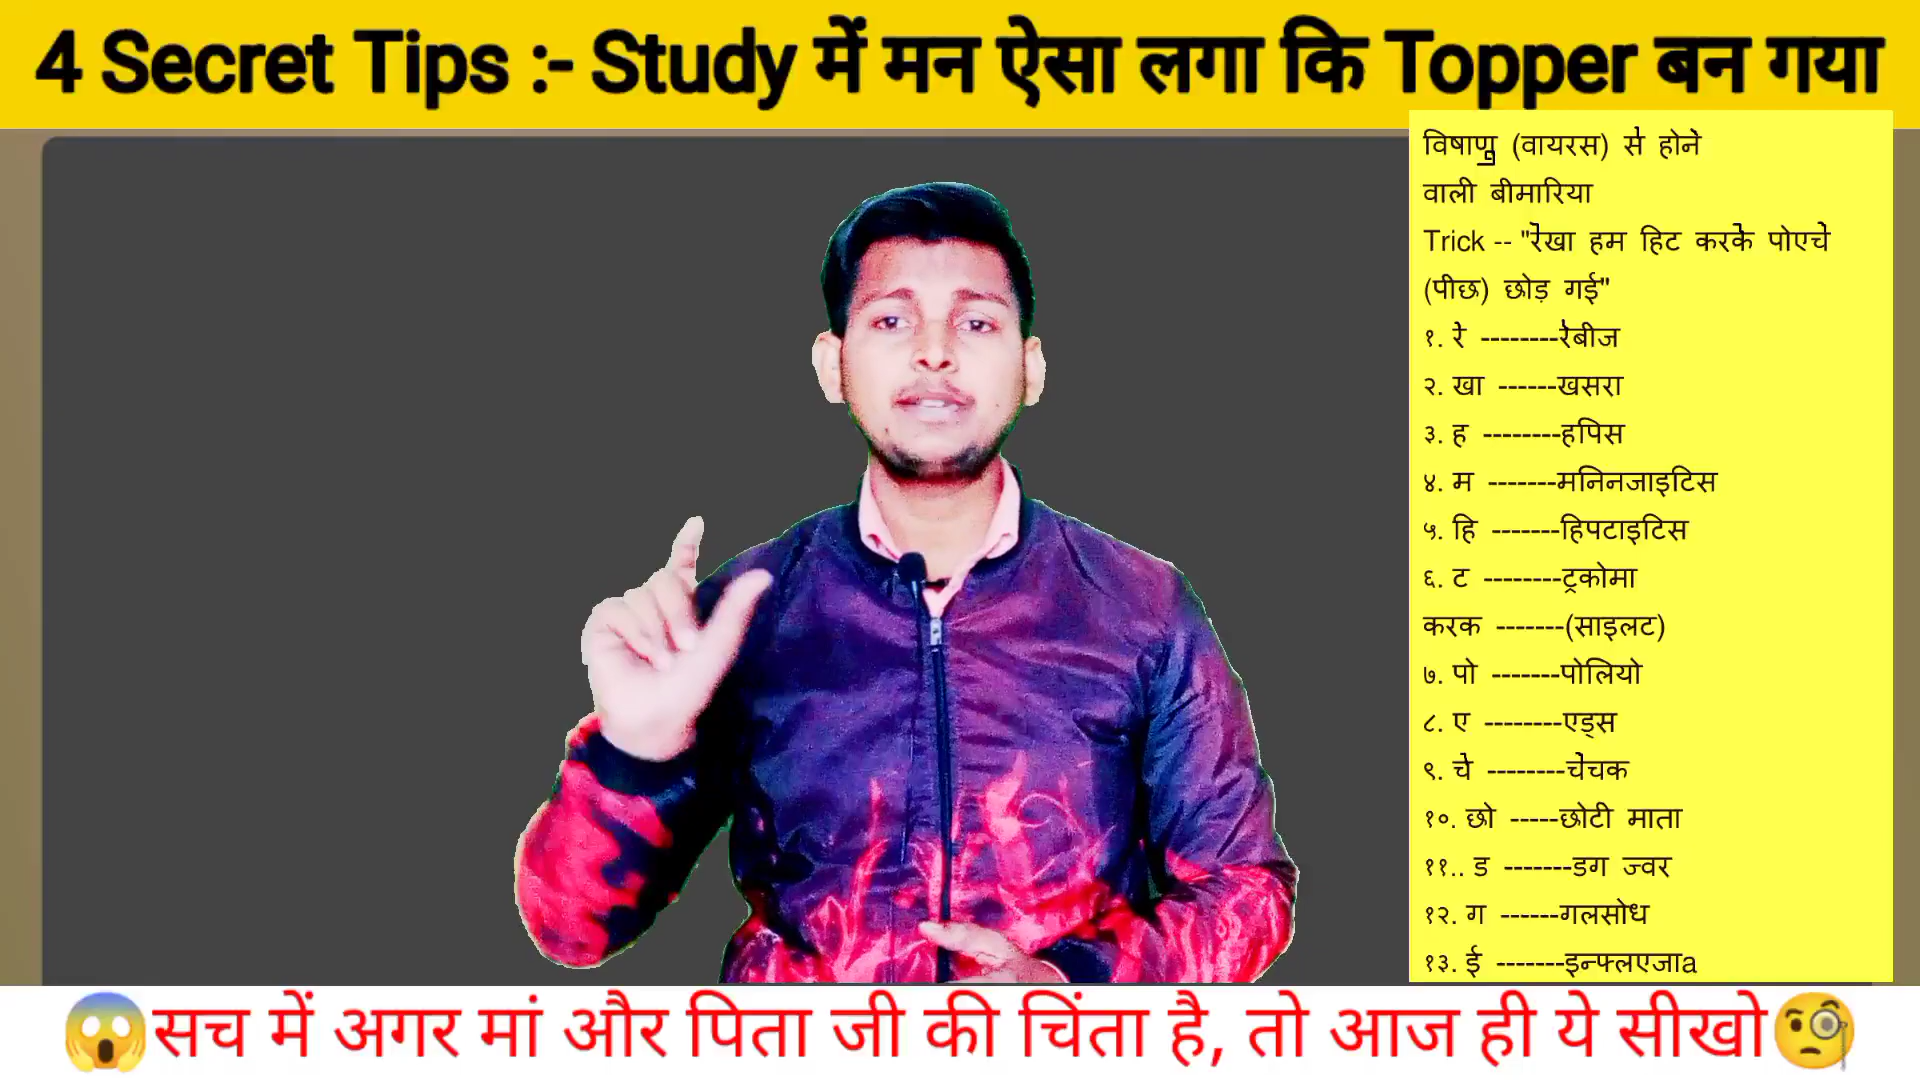 4 Secret Tips :- Study में मन ऐसा लगा कि Topper बन गया
विषाणु (वायरस) से होने
वाली बीमारिया
Trick -- "रेखा हम हिट करके पोएचे
(पीछ) छोड़ गई"
१. रे --------रेबीज
२. खा ------खसरा
३. ह --------हपिस
४. म -------मनिनजाइटिस
५. हि -------हिपटाइटिस
६. ट --------ट्रकोमा
करक -------(साइलट)
७. पो -------पोलियो
८. ए --------एड्स
९. चे --------चेचक
१०. छो -----छोटी माता
११.. ड -------डग ज्वर
१२. ग ------गलसोध
१३. ई -------इन्फ्लएजाa
😱सच में अगर मां और पिता जी की चिंता है, तो आज ही ये सीखो🧐